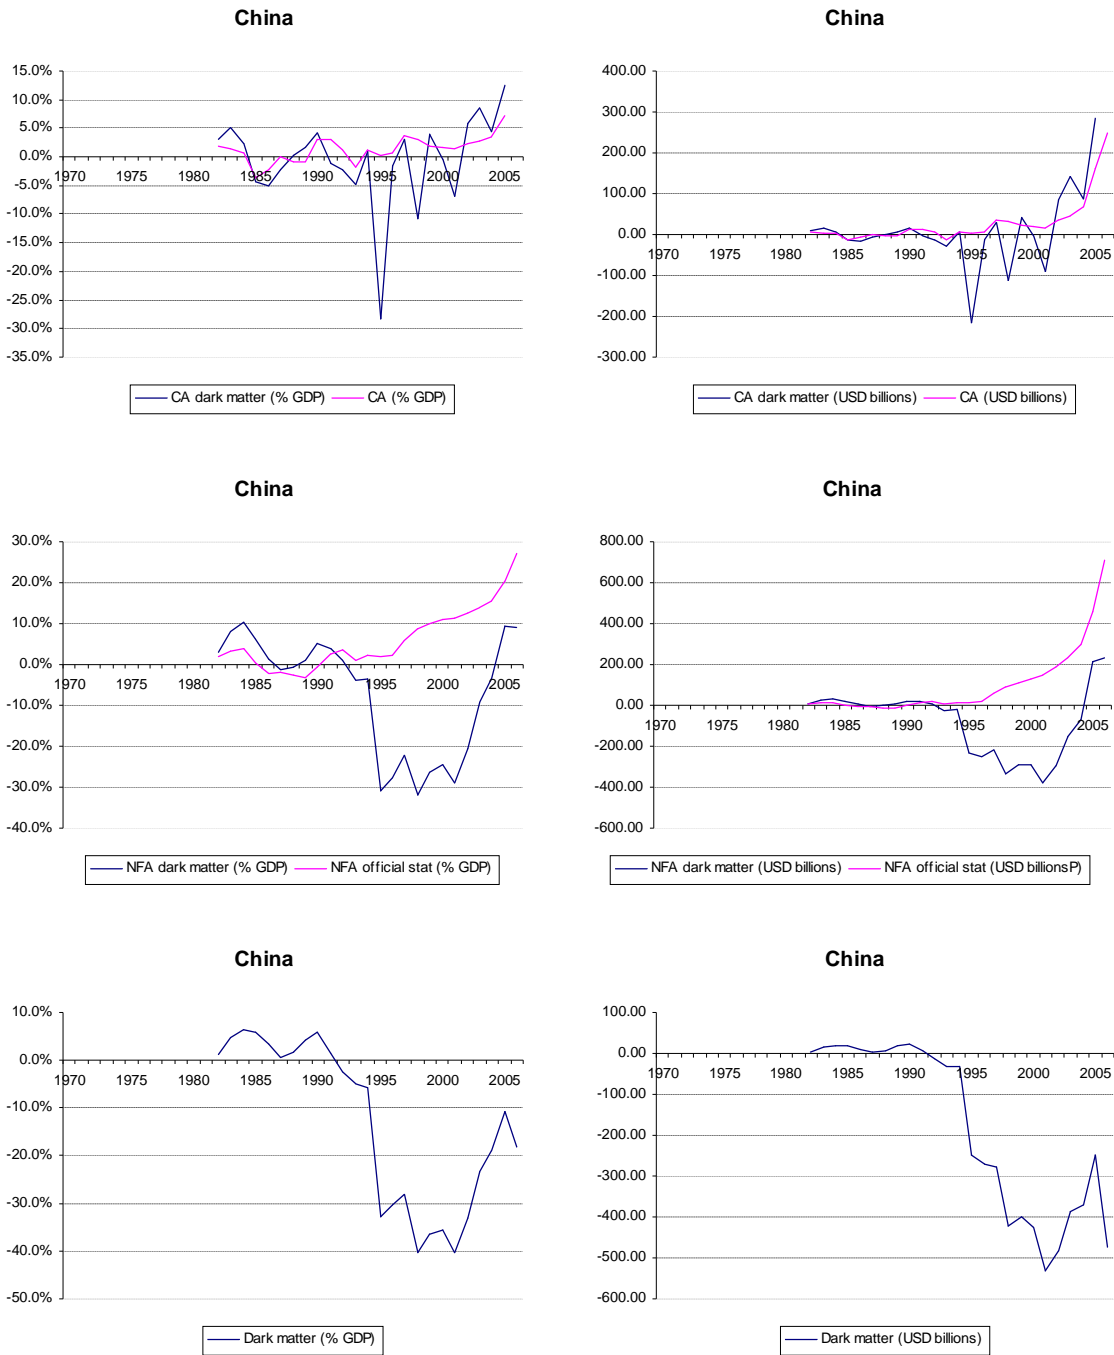 China
15.0%
10.0%
5.0%
0.0%
-5.0%
-10.0%
-15.0%
-20.0%
-25.0%
-30.0%
-35.0%
1970 1975 1980 1985 1990 1995 2000 2005
CA dark matter (% GDP) CA (% GDP)
China
400.00
300.00
200.00
100.00
0.00
-100.00
-200.00
-300.00
1970 1975 1980 1985 1990 1995 2000 2005
CA dark matter (USD billions) CA (USD billions)
China
30.0%
20.0%
10.0%
0.0%
-10.0%
-20.0%
-30.0%
-40.0%
1970 1975 1980 1985 1990 1995 2000 2005
NFA dark matter (% GDP) NFA official stat (% GDP)
China
800.00
600.00
400.00
200.00
0.00
-200.00
-400.00
-600.00
1970 1975 1980 1985 1990 1995 2000 2005
NFA dark matter (USD billions) NFA official stat (USD billionsP)
China
10.0%
0.0%
-10.0%
-20.0%
-30.0%
-40.0%
-50.0%
1970 1975 1980 1985 1990 1995 2000 2005
Dark matter (% GDP)
China
100.00
0.00
-100.00
-200.00
-300.00
-400.00
-500.00
-600.00
1970 1975 1980 1985 1990 1995 2000 2005
Dark matter (USD billions)